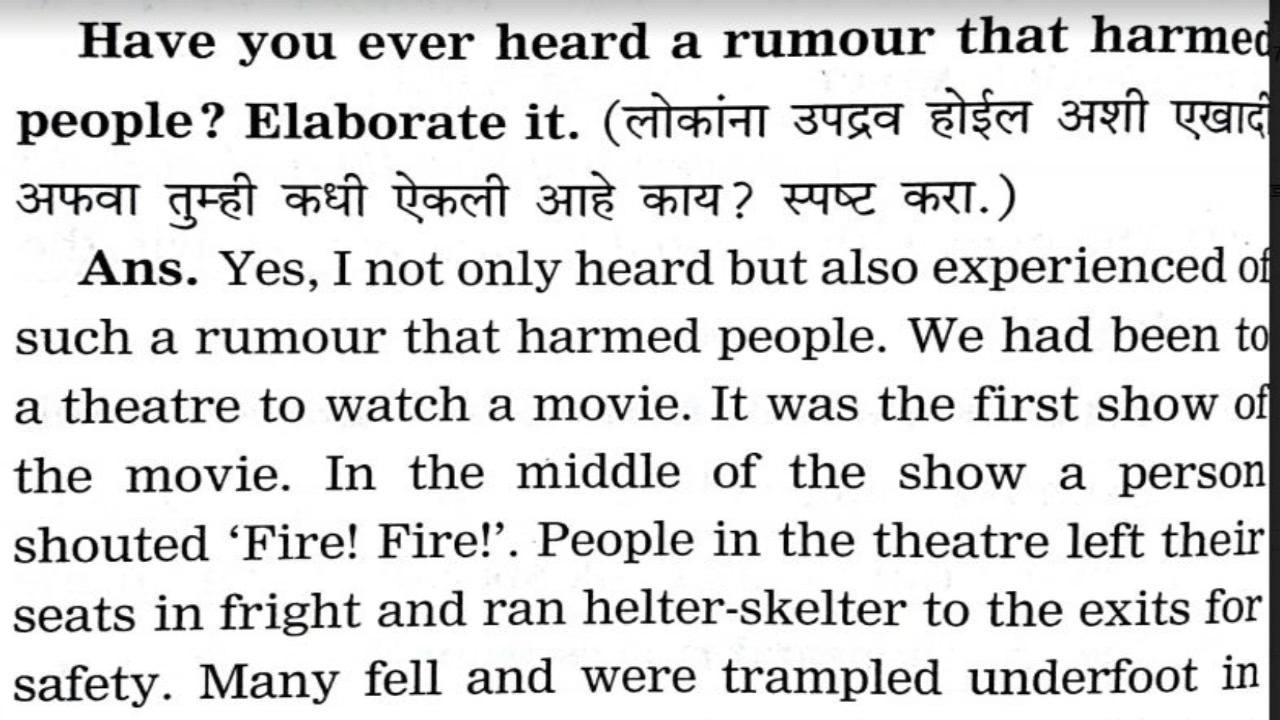 Have you ever heard a rumour that harmed
people? Elaborate it. (लोकांना उपद्रव होईल अशी एखादी
अफवा तुम्ही कधी ऐकली आहे काय? स्पष्ट करा.)
Ans. Yes, I not only heard but also experienced of
such a rumour that harmed people. We had been to
a theatre to watch a movie. It was the first show of
the movie. In the middle of the show a person
shouted ‘Fire! Fire!’. People in the theatre left their
seats in fright and ran helter-skelter to the exits for
safety. Many fell and were trampled underfoot in